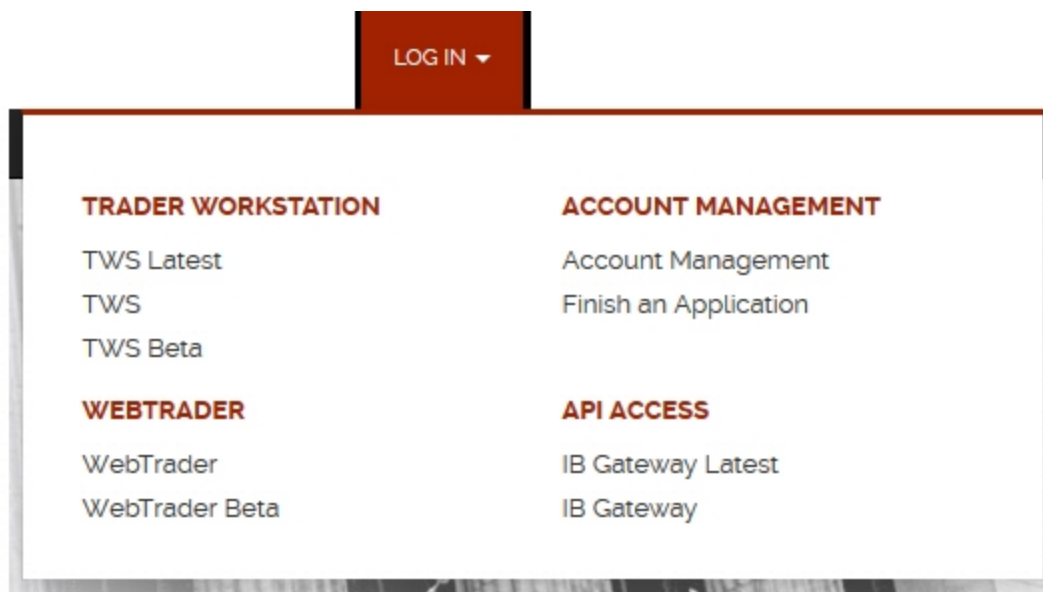 LOG IN
TRADER WORKSTATION
TWS Latest
TWS
TWS Beta
ACCOUNT MANAGEMENT
Account Management
Finish an Application
WEBTRADER
WebTrader
WebTrader Beta
API ACCESS
IB Gateway Latest
IB Gateway